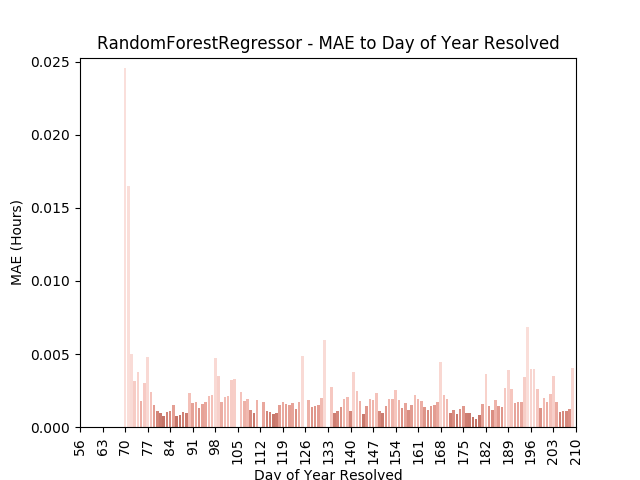 RandomForestRegressor - MAE to Day of Year Resolved
0.025
0.020
0.015
0.010
0.005
0.000
MAE (Hours)
56 63 70 77 84 91 98 105 112 119 126 133 140 147 154 161 168 175 182 189 196 203 210
Day of Year Resolved